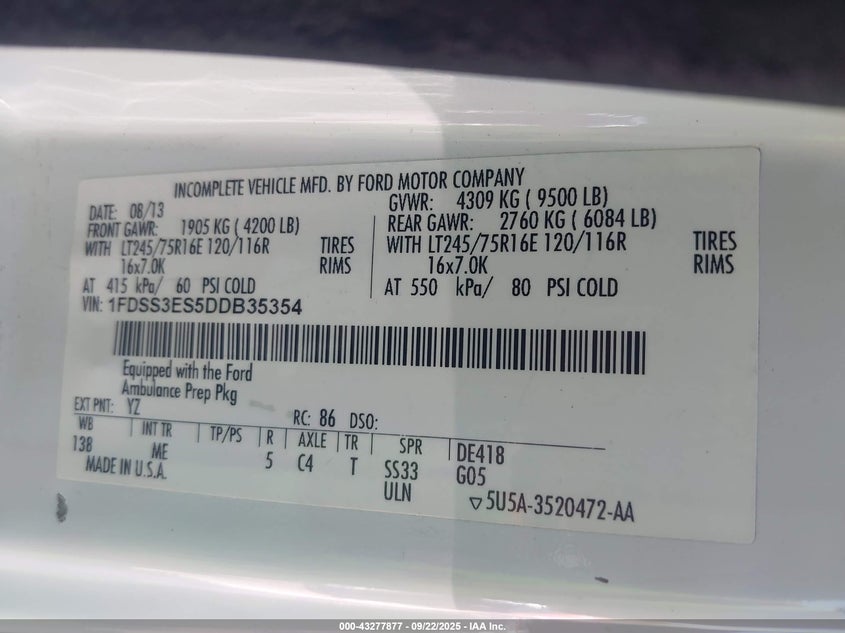 INCOMPLETE VEHICLE MFD. BY FORD MOTOR COMPANY
DATE: 08/13
GVWR: 4309 KG ( 9500 LB)
FRONT GAWR: 1905 KG ( 4200 LB)
REAR GAWR: 2760 KG ( 6084 LB)
WITH LT245/75R16E 120/116R TIRES
WITH LT245/75R16E 120/116R TIRES
16x7.0K RIMS
16x7.0K RIMS
AT 415 kPa/ 60 PSI COLD
AT 550 kPa/ 80 PSI COLD
VIN: 1FDSS3ES5DDB35354
Equipped with the Ford
Ambulance Prep Pkg
EXT PNT: YZ RC: 86 DSO:
WB INT TR TP/PS R AXLE TR SPR DE418
138 ME 5 C4 T SS33 G05
MADE IN U.S.A. ULN ▽5U5A-3520472-AA
000-43277877 - 09/22/2025 - IAA Inc.